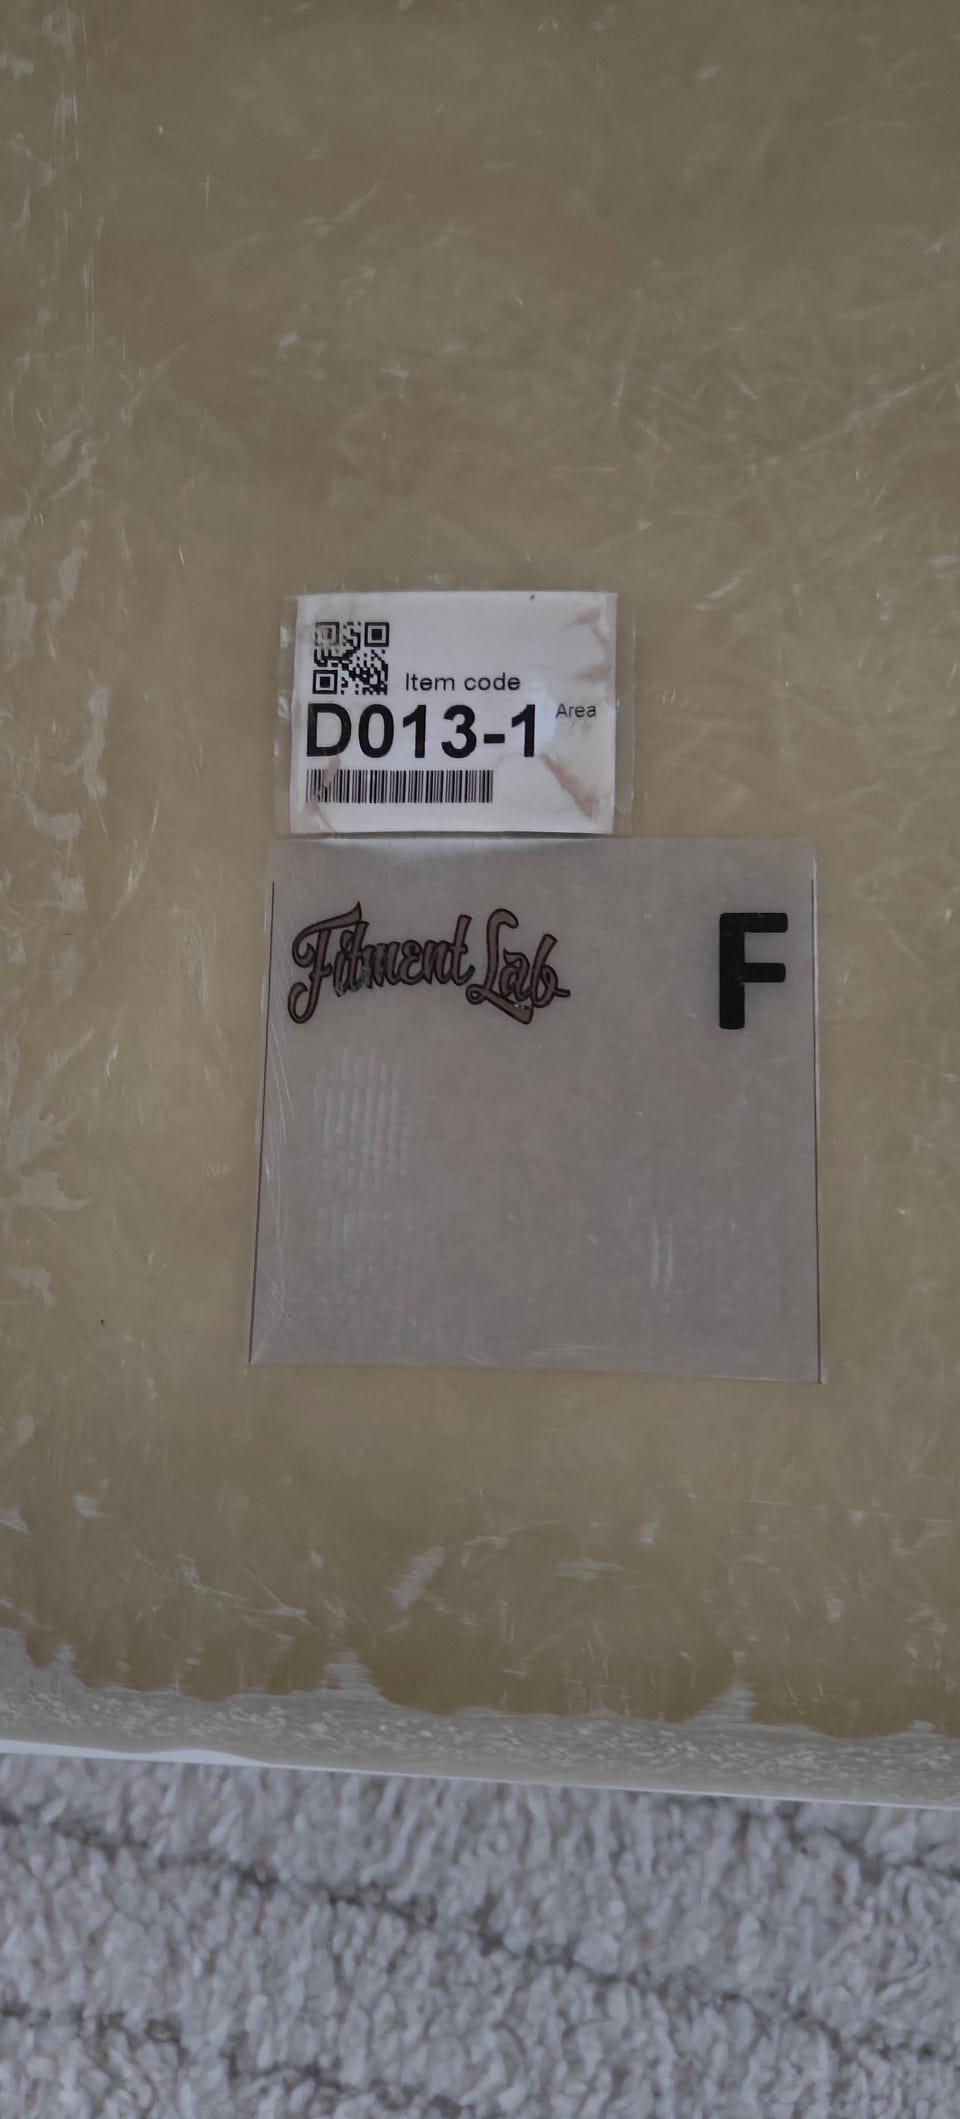 Item code
D013-1 Area
Fitment Lab F